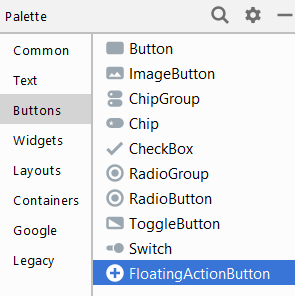 Palette
Common
Text
Buttons
Widgets
Layouts
Containers
Google
Legacy
Button
ImageButton
ChipGroup
Chip
CheckBox
RadioGroup
RadioButton
ToggleButton
Switch
FloatingActionButton